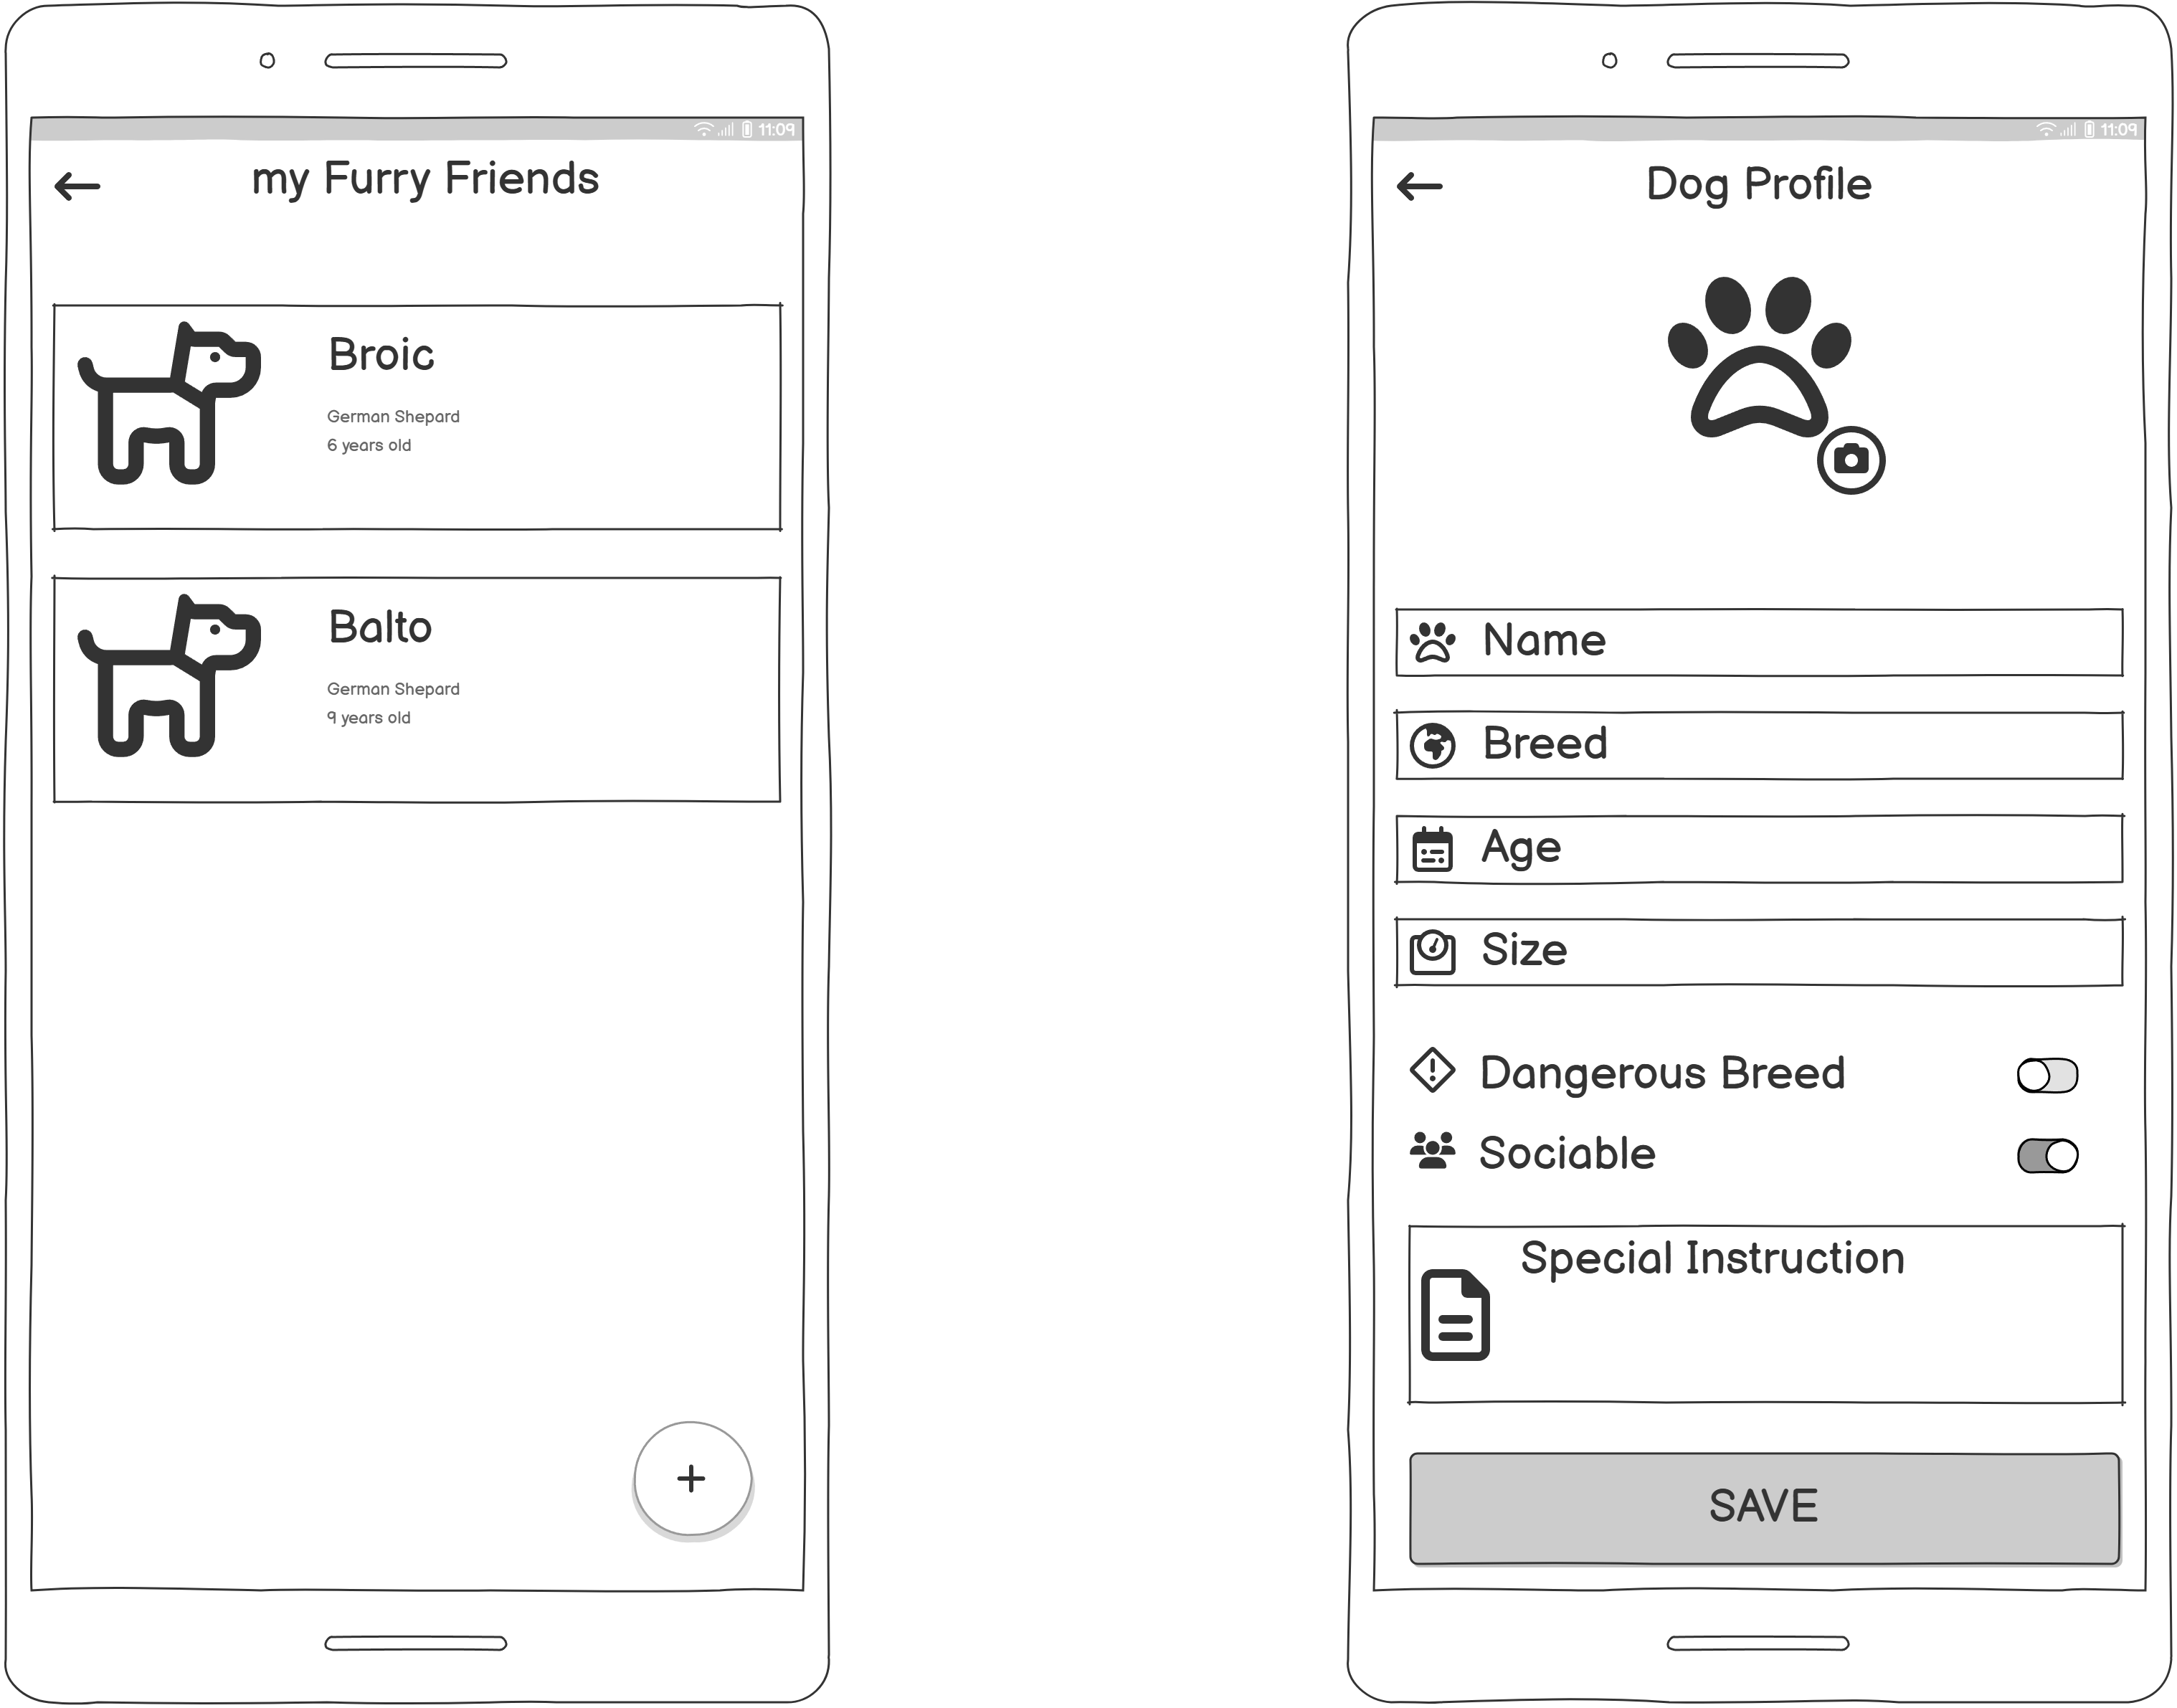 11:09
my Furry Friends
Broic
German Shepard
6 years old
Balto
German Shepard
9 years old
11:09
Dog Profile
Name
Breed
Age
Size
Dangerous Breed
Sociable
Special Instruction
SAVE